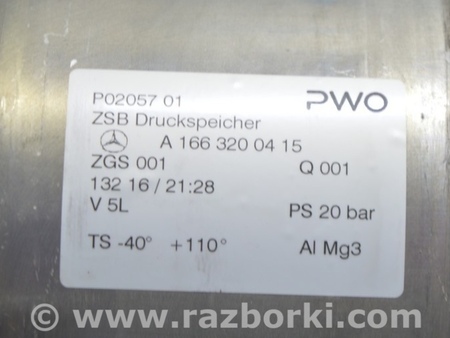 P02057 01 PWO
ZSB Druckspeicher
A 166 320 04 15
ZGS 001 Q 001
132 16 / 21:28
V 5L PS 20 bar
TS -40° +110° Al Mg3
www.razborki.com